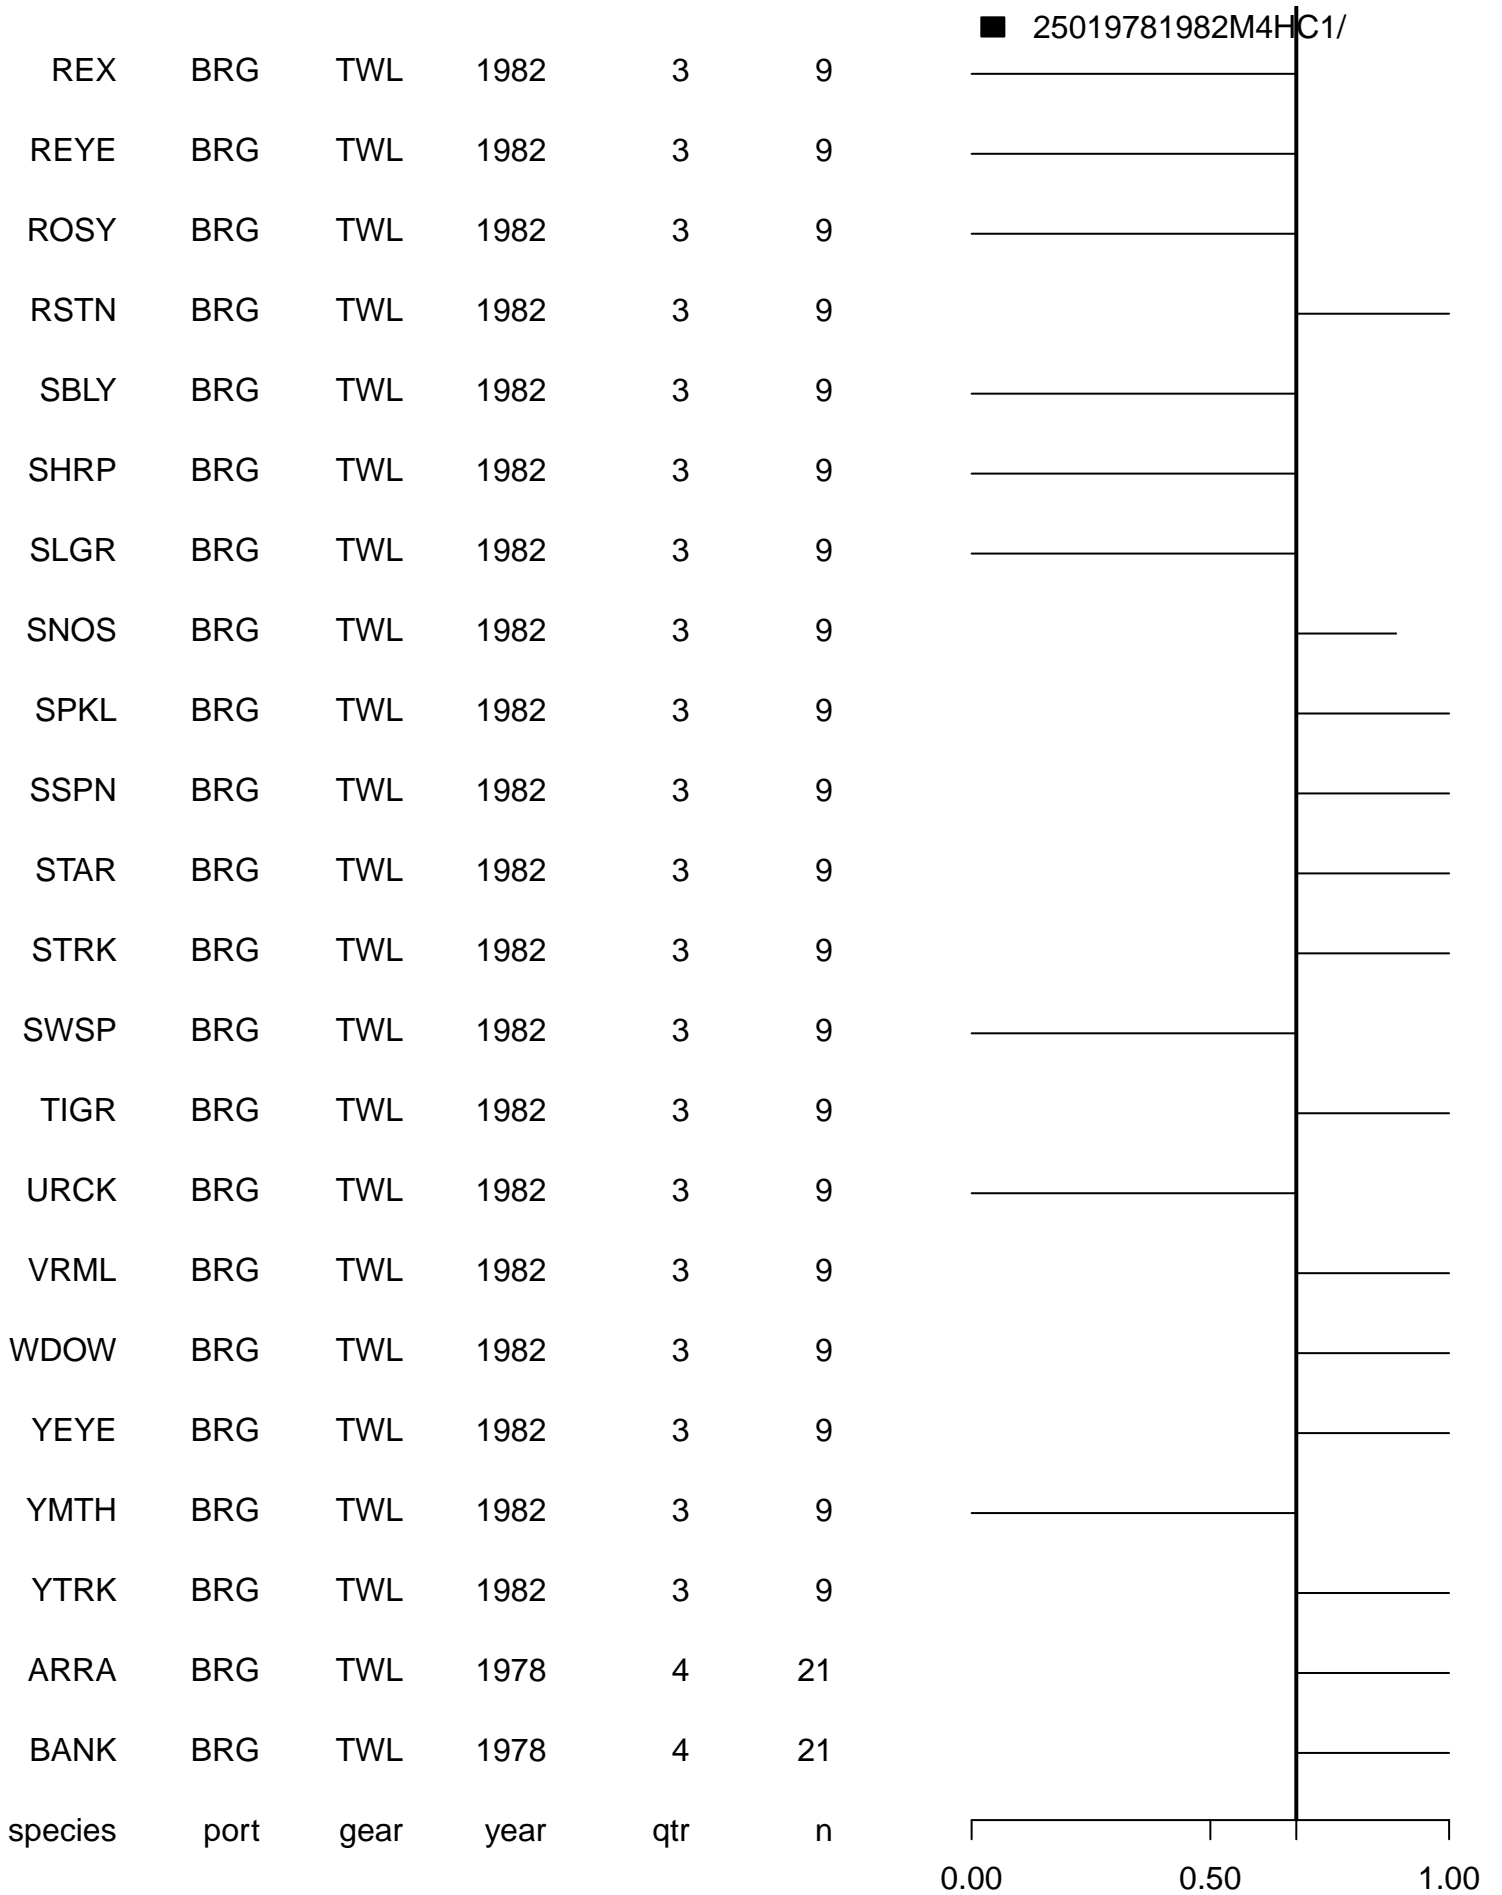 25019781982M4HC1/
REX BRG TWL 1982 3 9
REYE BRG TWL 1982 3 9
ROSY BRG TWL 1982 3 9
RSTN BRG TWL 1982 3 9
SBLY BRG TWL 1982 3 9
SHRP BRG TWL 1982 3 9
SLGR BRG TWL 1982 3 9
SNOS BRG TWL 1982 3 9
SPKL BRG TWL 1982 3 9
SSPN BRG TWL 1982 3 9
STAR BRG TWL 1982 3 9
STRK BRG TWL 1982 3 9
SWSP BRG TWL 1982 3 9
TIGR BRG TWL 1982 3 9
URCK BRG TWL 1982 3 9
VRML BRG TWL 1982 3 9
WDOW BRG TWL 1982 3 9
YEYE BRG TWL 1982 3 9
YMTH BRG TWL 1982 3 9
YTRK BRG TWL 1982 3 9
ARRA BRG TWL 1978 4 21
BANK BRG TWL 1978 4 21
species port gear year qtr n
0.00 0.50 1.00